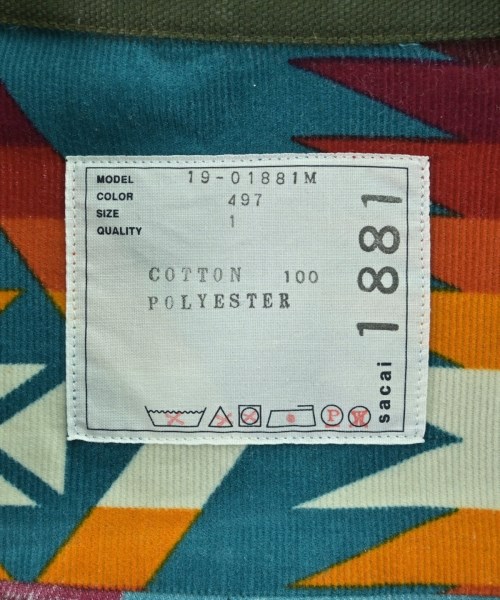 MODEL 19-01881M
COLOR 497
SIZE 1
QUALITY
COTTON 100
POLYESTER
P W
sacai 1881